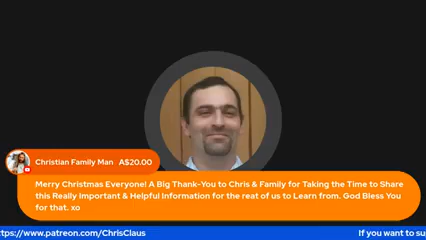 Christian Family Man A$20.00
Merry Christmas Everyone! A Big Thank-You to Chris & Family for Taking the Time to Share
this Really Important & Helpful Information for the reat of us to Learn from. God Bless You
for that. xo
ttps://www.patreon.com/ChrisClaus If you want to su